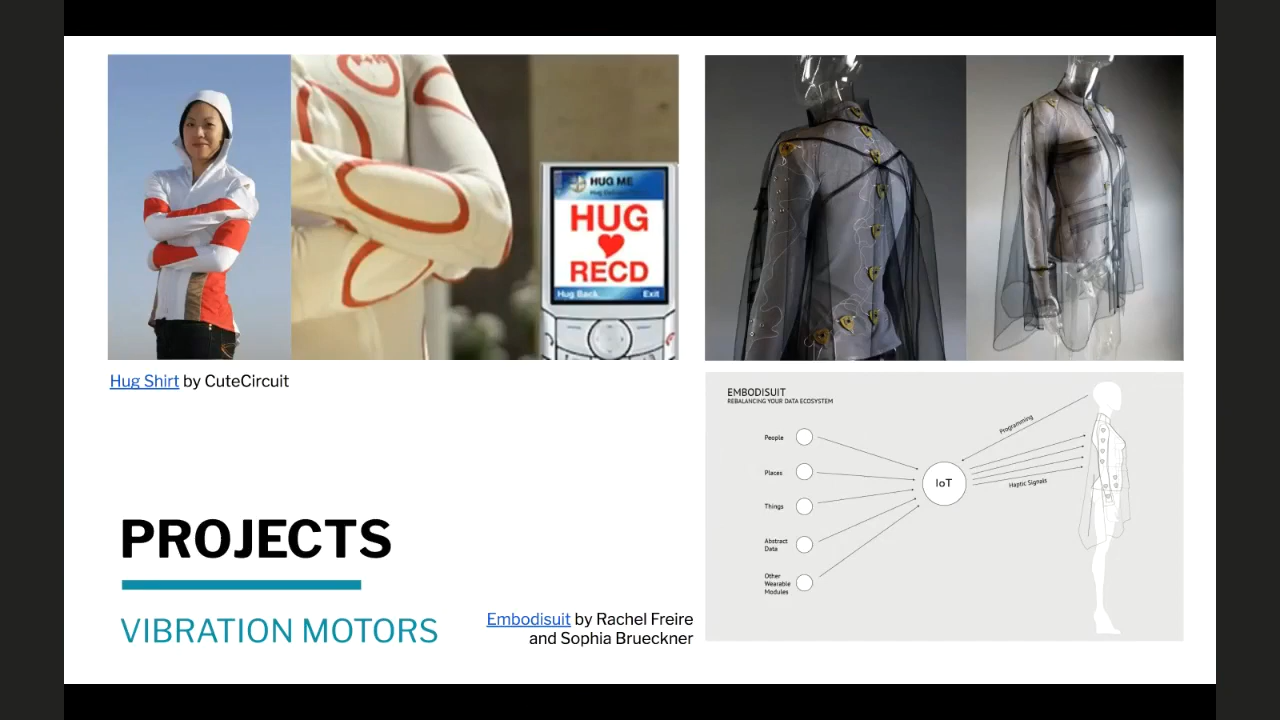 HUG ME
HUG
RECD
Hug Back
Exit
Hug Shirt by CuteCircuit
EMBODISUIT
REBALANCING YOUR DATA ECOSYSTEM
People
Places
Things
Abstract
Data
Other
Wearable
Modules
IoT
Programming
Haptic Signals
PROJECTS
VIBRATION MOTORS
Embodisuit by Rachel Freire
and Sophia Brueckner